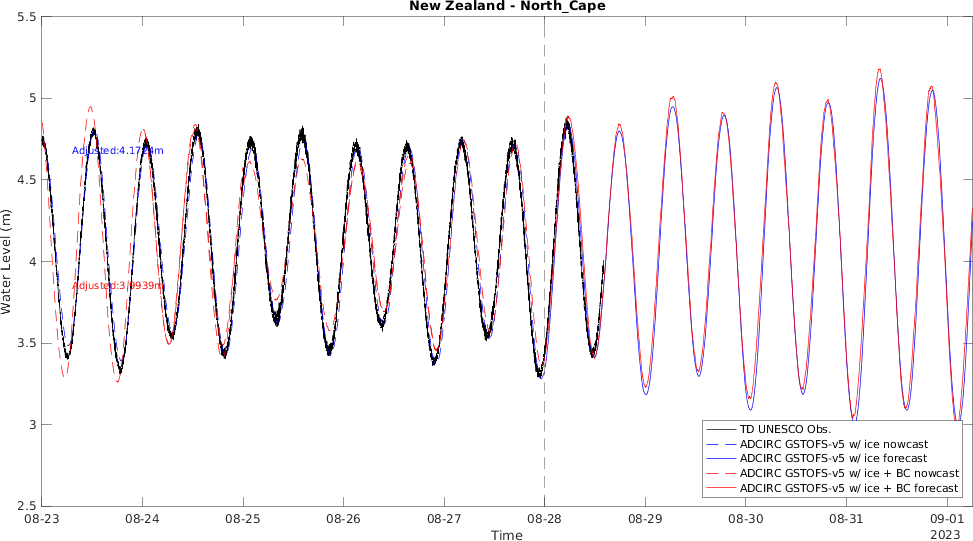 New Zealand - North_Cape
5.5
5
4.5
4
3.5
3
2.5
Water Level (m)
Adjusted:3.9939m
TD UNESCO Obs.
ADCIRC GSTOFS-v5 w/ ice nowcast
ADCIRC GSTOFS-v5 w/ ice forecast
ADCIRC GSTOFS-v5 w/ ice + BC nowcast
ADCIRC GSTOFS-v5 w/ ice + BC forecast
08-23 08-24 08-25 08-26 08-27 08-28 08-29 08-30 08-31 09-01
2023
Time